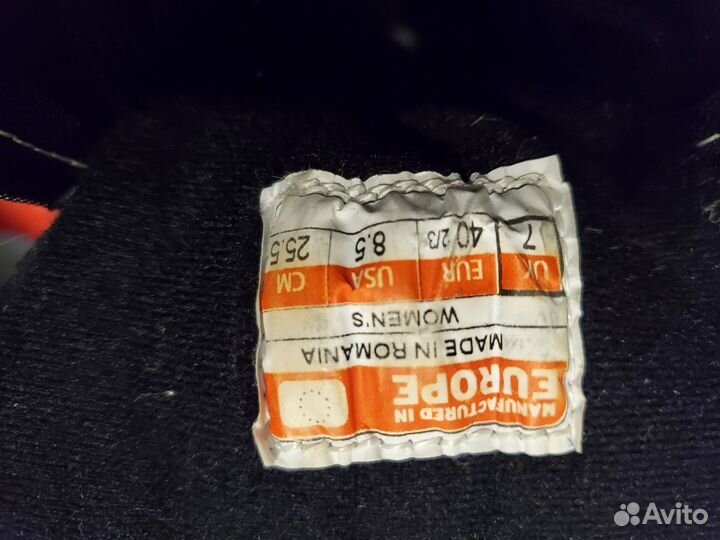 MANUFACTURED IN
EUROPE
MADE IN ROMANIA
WOMEN'S
UK EUR USA CM
7 40 2/3 8.5 25.5
Avito